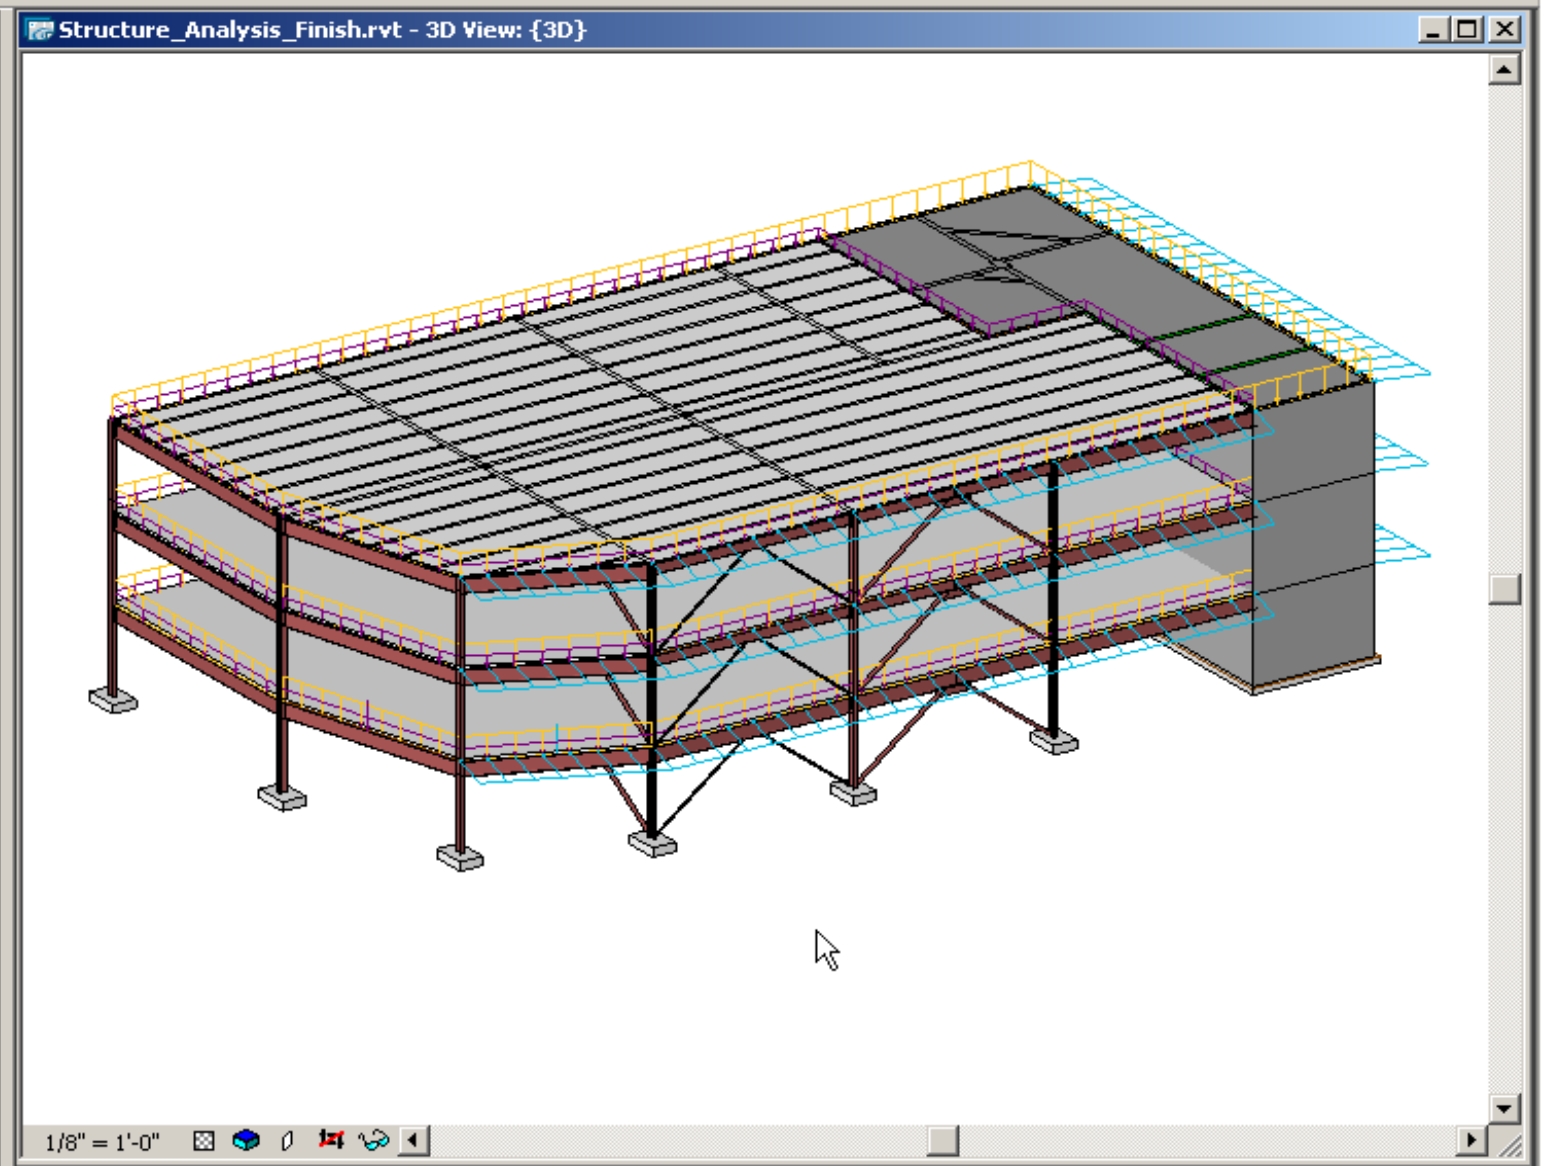 Structure_Analysis_Finish.rvt - 3D View: {3D}
1/8" = 1'-0"